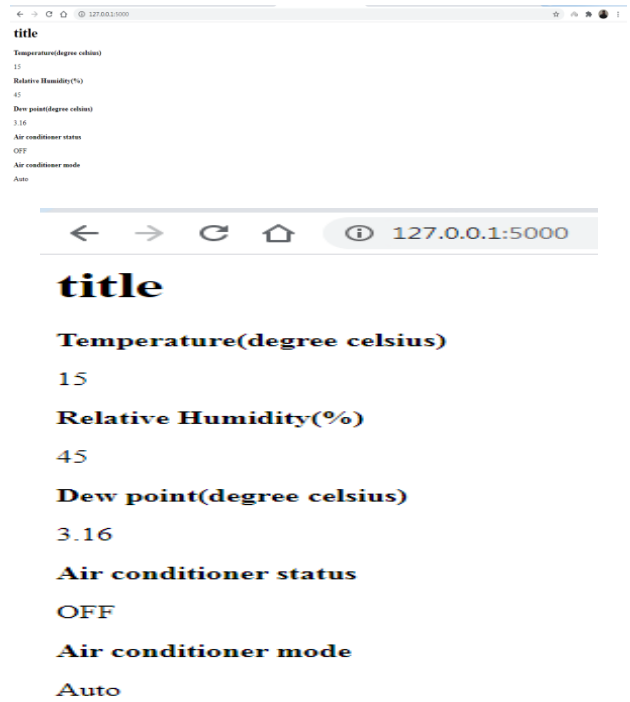 127.0.0.1:5000
title
Temperature(degree celsius)
15
Relative Humidity(%)
45
Dew point(degree celsius)
3.16
Air conditioner status
OFF
Air conditioner mode
Auto
127.0.0.1:5000
title
Temperature(degree celsius)
15
Relative Humidity(%)
45
Dew point(degree celsius)
3.16
Air conditioner status
OFF
Air conditioner mode
Auto